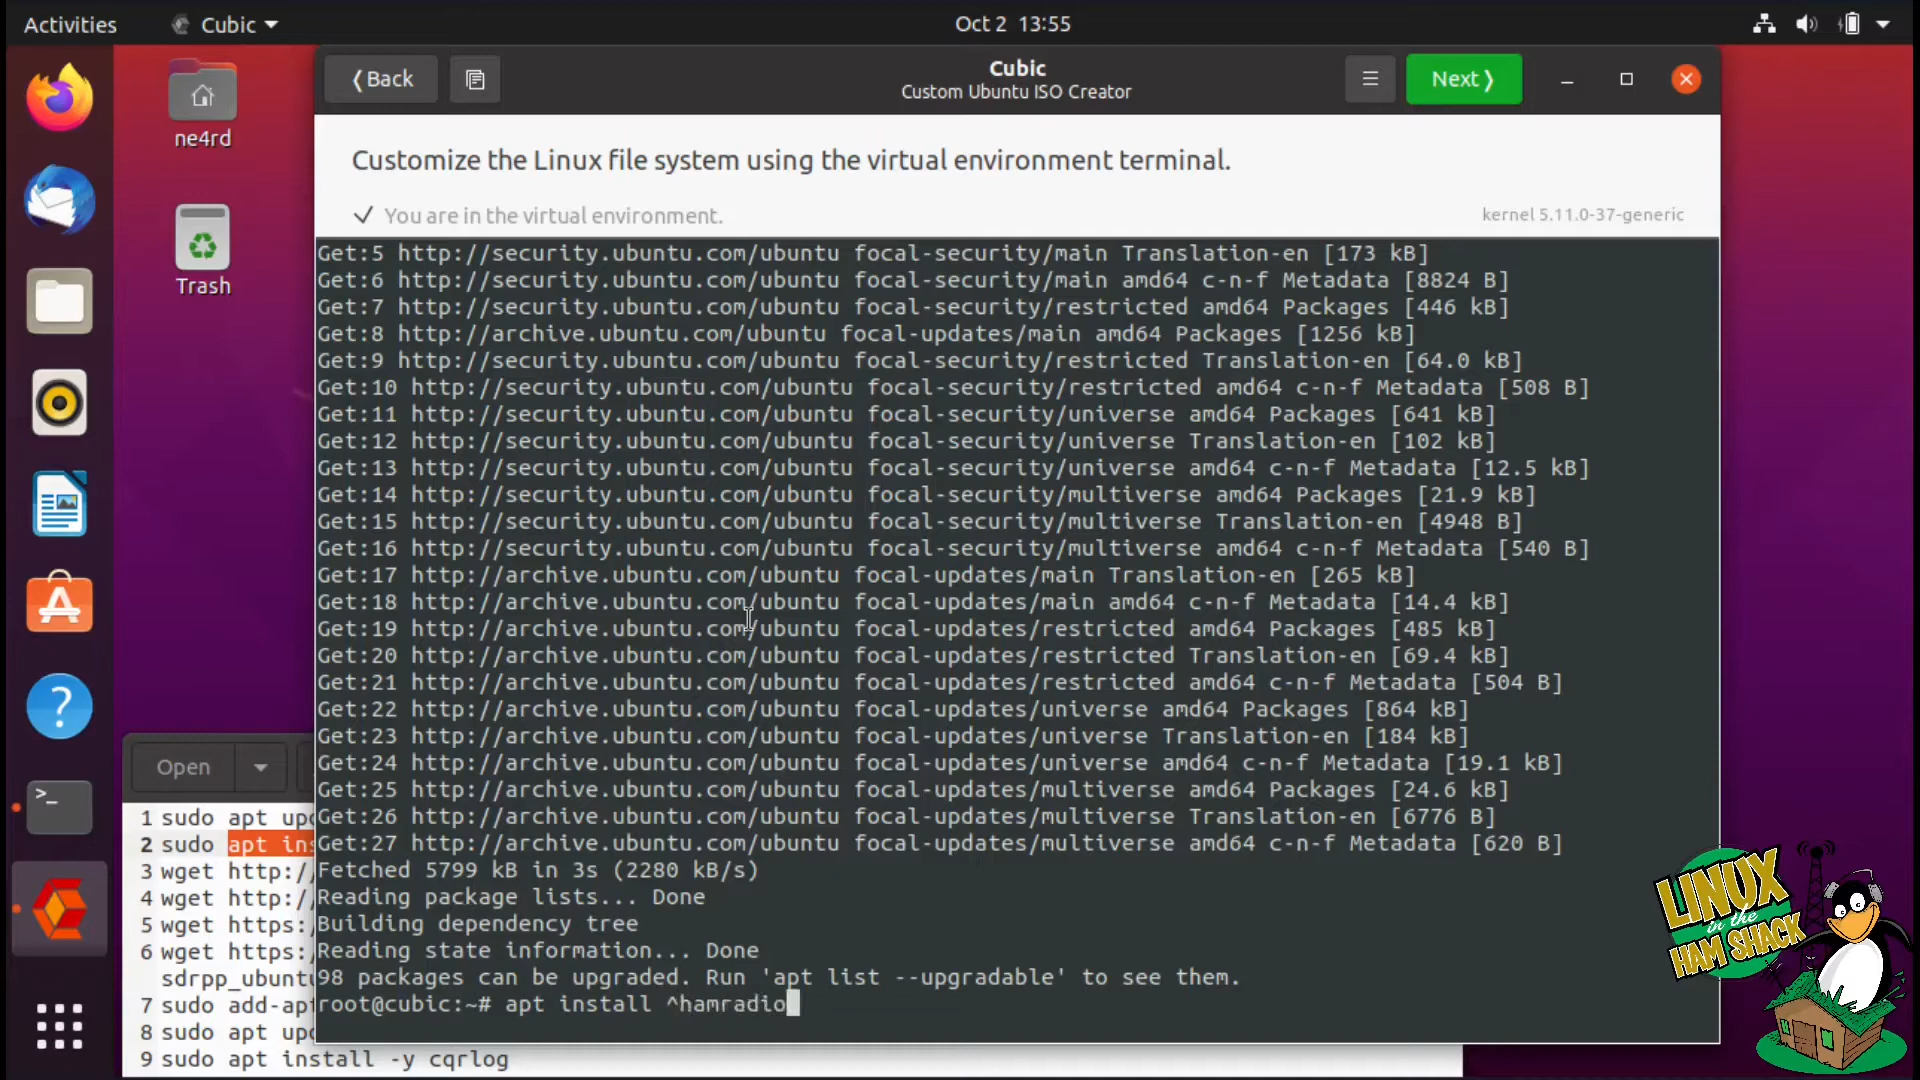 Activities
Cubic
Oct 2 13:55
ne4rd
Trash
Back
Cubic
Custom Ubuntu ISO Creator
Next
Customize the Linux file system using the virtual environment terminal.
You are in the virtual environment.
kernel 5.11.0-37-generic
Get:5 http://security.ubuntu.com/ubuntu focal-security/main Translation-en [173 kB]
Get:6 http://security.ubuntu.com/ubuntu focal-security/main amd64 c-n-f Metadata [8824 B]
Get:7 http://security.ubuntu.com/ubuntu focal-security/restricted amd64 Packages [446 kB]
Get:8 http://archive.ubuntu.com/ubuntu focal-updates/main amd64 Packages [1256 kB]
Get:9 http://security.ubuntu.com/ubuntu focal-security/restricted Translation-en [64.0 kB]
Get:10 http://security.ubuntu.com/ubuntu focal-security/restricted amd64 c-n-f Metadata [508 B]
Get:11 http://security.ubuntu.com/ubuntu focal-security/universe amd64 Packages [641 kB]
Get:12 http://security.ubuntu.com/ubuntu focal-security/universe Translation-en [102 kB]
Get:13 http://security.ubuntu.com/ubuntu focal-security/universe amd64 c-n-f Metadata [12.5 kB]
Get:14 http://security.ubuntu.com/ubuntu focal-security/multiverse amd64 Packages [21.9 kB]
Get:15 http://security.ubuntu.com/ubuntu focal-security/multiverse Translation-en [4948 B]
Get:16 http://security.ubuntu.com/ubuntu focal-security/multiverse amd64 c-n-f Metadata [540 B]
Get:17 http://archive.ubuntu.com/ubuntu focal-updates/main Translation-en [265 kB]
Get:18 http://archive.ubuntu.com/ubuntu focal-updates/main amd64 c-n-f Metadata [14.4 kB]
Get:19 http://archive.ubuntu.com/ubuntu focal-updates/restricted amd64 Packages [485 kB]
Get:20 http://archive.ubuntu.com/ubuntu focal-updates/restricted Translation-en [69.4 kB]
Get:21 http://archive.ubuntu.com/ubuntu focal-updates/restricted amd64 c-n-f Metadata [504 B]
Get:22 http://archive.ubuntu.com/ubuntu focal-updates/universe amd64 Packages [864 kB]
Get:23 http://archive.ubuntu.com/ubuntu focal-updates/universe Translation-en [184 kB]
Get:24 http://archive.ubuntu.com/ubuntu focal-updates/universe amd64 c-n-f Metadata [19.1 kB]
Get:25 http://archive.ubuntu.com/ubuntu focal-updates/multiverse amd64 Packages [24.6 kB]
Get:26 http://archive.ubuntu.com/ubuntu focal-updates/multiverse Translation-en [6776 B]
Get:27 http://archive.ubuntu.com/ubuntu focal-updates/multiverse amd64 c-n-f Metadata [620 B]
Fetched 5799 kB in 3s (2280 kB/s)
Reading package lists... Done
Building dependency tree
Reading state information... Done
98 packages can be upgraded. Run 'apt list --upgradable' to see them.
root@cubic:~# apt install ^hamradio
Open
1 sudo apt up
2 sudo apt ins
3 wget http:/
4 wget http:/
5 wget https:
6 wget https:
sdrpp_ubuntu
7 sudo add-ap
8 sudo apt up
9 sudo apt install -y cqrlog
LINUX
in the
HAM SHACK